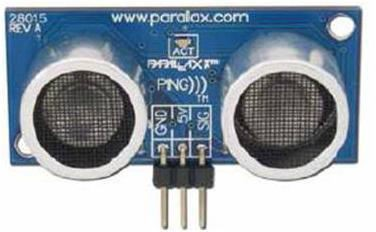 28015
REV A
www.parallax.com
ACT
PARALLAX
PING)))
TM
GND
5V
SIG